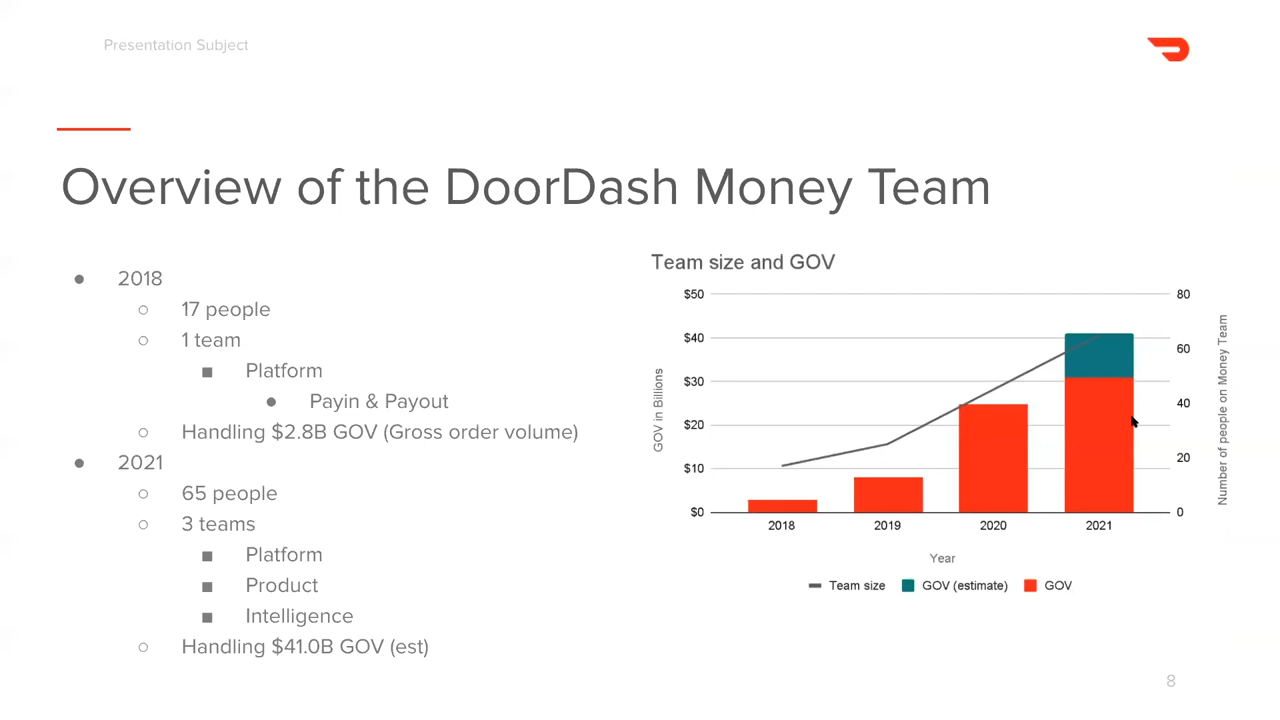 Presentation Subject
Overview of the DoorDash Money Team
● 2018
○ 17 people
○ 1 team
■ Platform
● Payin & Payout
○ Handling $2.8B GOV (Gross order volume)
● 2021
○ 65 people
○ 3 teams
■ Platform
■ Product
■ Intelligence
○ Handling $41.0B GOV (est)
Team size and GOV
GOV in Billions
$50
$40
$30
$20
$10
$0
80
60
40
20
0
Number of people on Money Team
2018 2019 2020 2021
Year
Team size GOV (estimate) GOV
8